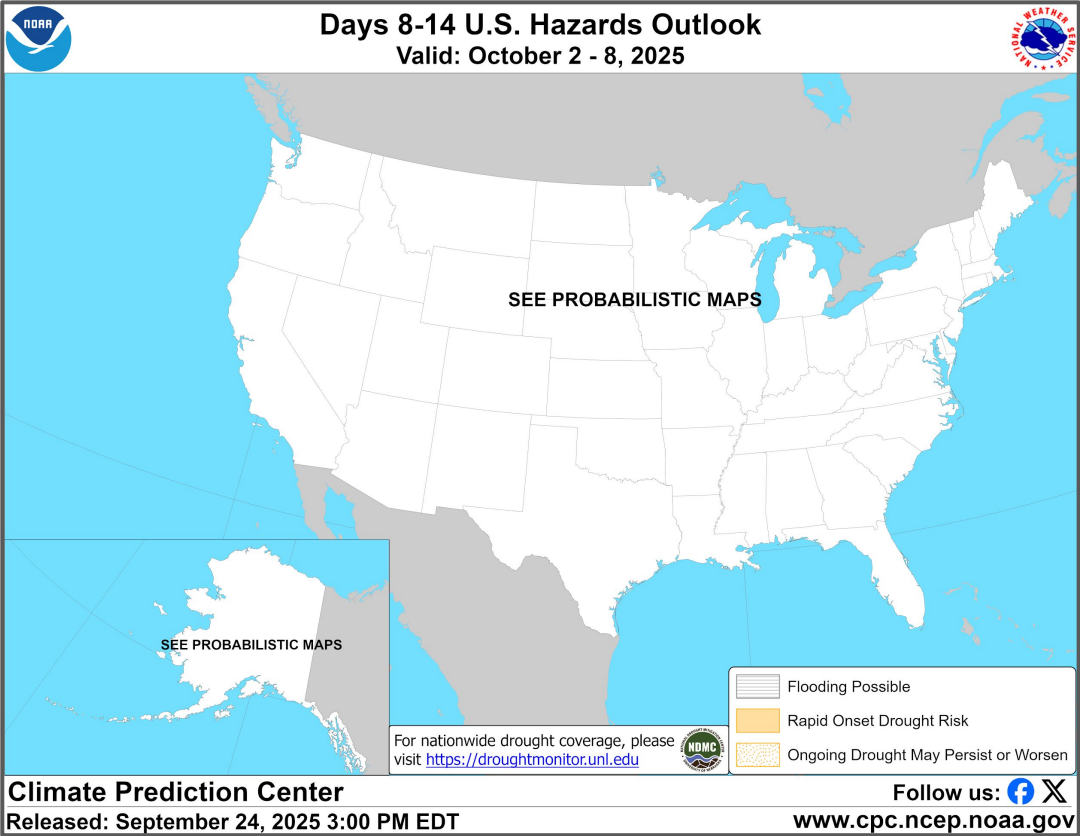 NOAA
Days 8-14 U.S. Hazards Outlook
Valid: October 2 - 8, 2025
NATIONAL WEATHER SERVICE
SEE PROBABILISTIC MAPS
SEE PROBABILISTIC MAPS
Flooding Possible
Rapid Onset Drought Risk
Ongoing Drought May Persist or Worsen
For nationwide drought coverage, please
visit https://droughtmonitor.unl.edu
NDMC
Climate Prediction Center
Released: September 24, 2025 3:00 PM EDT
Follow us:
www.cpc.ncep.noaa.gov